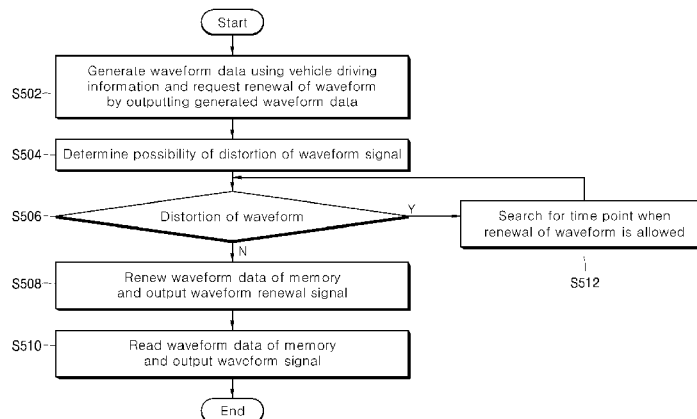 Start
S502
Generate waveform data using vehicle driving
information and request renewal of waveform
by outputting generated waveform data
S504
Determine possibility of distortion of waveform signal
S506
Distortion of waveform
Y
Search for time point when
renewal of waveform is allowed
S512
N
S508
Renew waveform data of memory
and output waveform renewal signal
S510
Read waveform data of memory
and output waveform signal
End